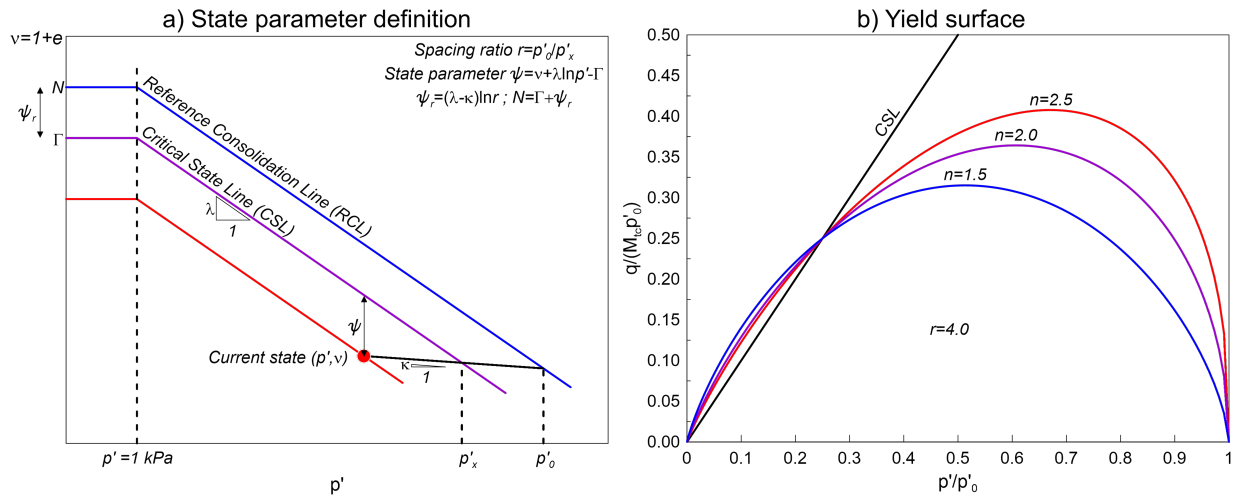 a) State parameter definition
ν=1+e
Spacing ratio r=p'₀/p'ₓ
State parameter ψ=ν+λlnp'-Γ
ψᵣ=(λ-κ)lnr ; N=Γ+ψᵣ
N
ψᵣ
Γ
Reference Consolidation Line (RCL)
Critical State Line (CSL)
λ
1
ψ
Current state (p',ν)
κ
1
p' =1 kPa
p'ₓ
p'₀
p'
b) Yield surface
0.50
0.45
0.40
0.35
0.30
0.25
0.20
0.15
0.10
0.05
0.00
q/(Mtcp'₀)
CSL
n=2.5
n=2.0
n=1.5
r=4.0
0
0.1
0.2
0.3
0.4
0.5
0.6
0.7
0.8
0.9
1
p'/p'₀